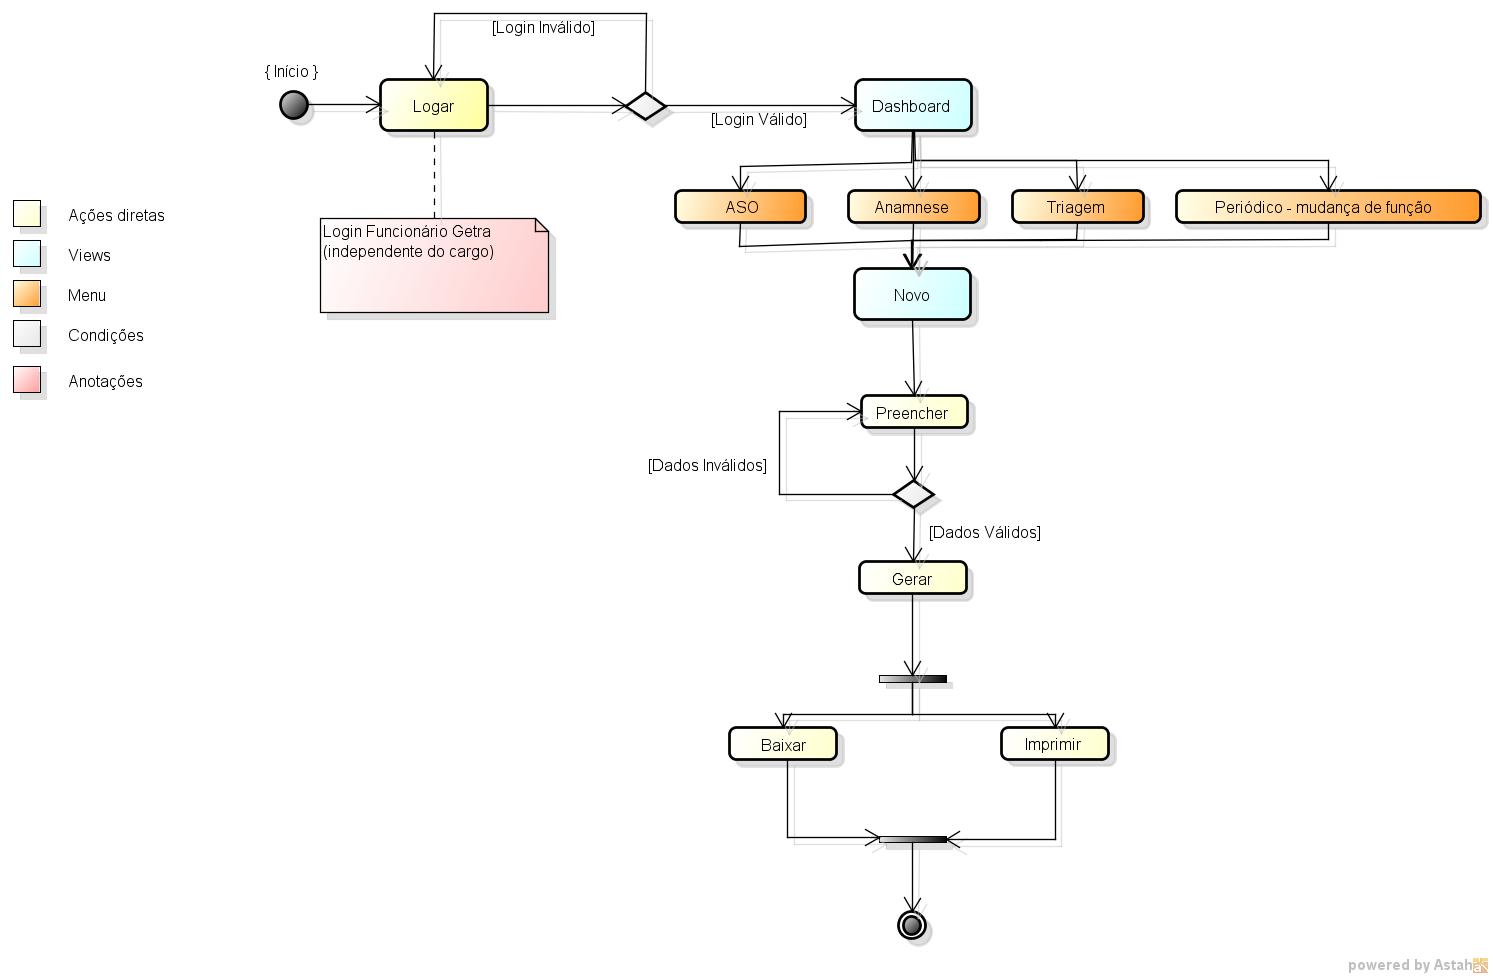 [Login Inválido]
{ Início }
Logar
Dashboard
[Login Válido]
ASO
Anamnese
Triagem
Periódico - mudança de função
Ações diretas
Login Funcionário Getra
(independente do cargo)
Views
Menu
Novo
Condições
Anotações
Preencher
[Dados Inválidos]
[Dados Válidos]
Gerar
Baixar
Imprimir
powered by Astah